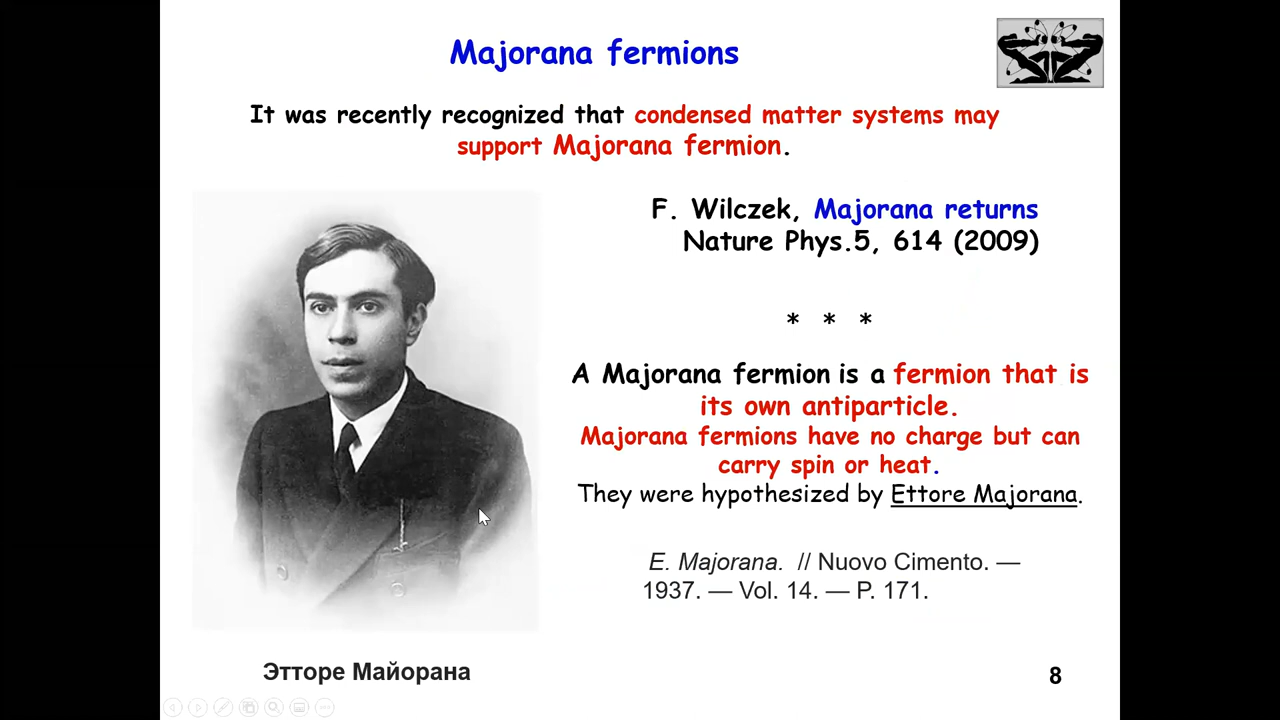 Majorana fermions
It was recently recognized that condensed matter systems may
support Majorana fermion.
F. Wilczek, Majorana returns
Nature Phys.5, 614 (2009)
* * *
A Majorana fermion is a fermion that is
its own antiparticle.
Majorana fermions have no charge but can
carry spin or heat.
They were hypothesized by Ettore Majorana.
E. Majorana. // Nuovo Cimento. —
1937. — Vol. 14. — P. 171.
Этторе Майорана
8